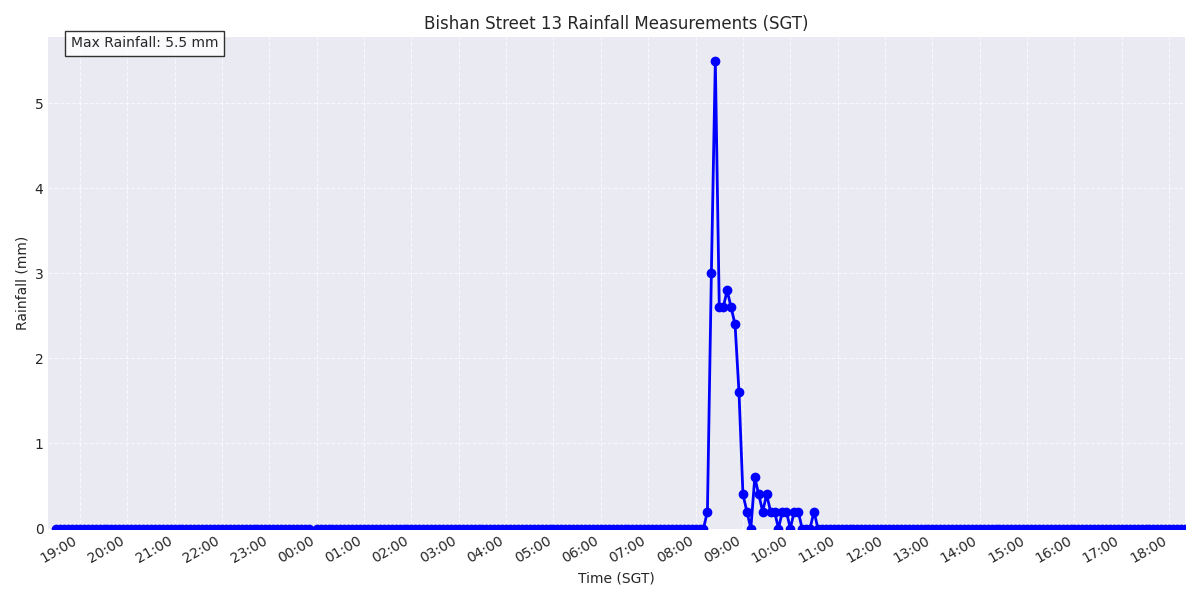 Bishan Street 13 Rainfall Measurements (SGT)
Max Rainfall: 5.5 mm
Rainfall (mm)
5
4
3
2
1
0
19:00 20:00 21:00 22:00 23:00 00:00 01:00 02:00 03:00 04:00 05:00 06:00 07:00 08:00 09:00 10:00 11:00 12:00 13:00 14:00 15:00 16:00 17:00 18:00
Time (SGT)